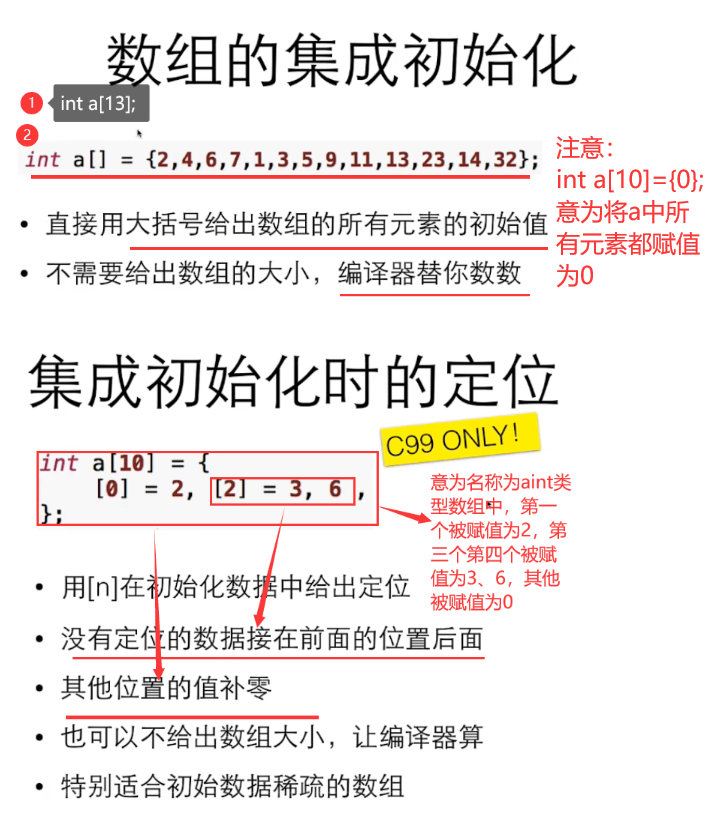 数组的集成初始化
1 int a[13];
2
int a[] = {2,4,6,7,1,3,5,9,11,13,23,14,32};
注意：
int a[10]={0};
意为将a中所
有元素都赋值
为0
• 直接用大括号给出数组的所有元素的初始值
• 不需要给出数组的大小，编译器替你数数
集成初始化时的定位
C99 ONLY!
int a[10] = {
[0] = 2, [2] = 3, 6 ,
};
意为名称为aint类
型数组中，第一
个被赋值为2，第
三个第四个被赋
值为3、6，其他
被赋值为0
• 用[n]在初始化数据中给出定位
• 没有定位的数据接在前面的位置后面
• 其他位置的值补零
• 也可以不给出数组大小，让编译器算
• 特别适合初始数据稀疏的数组